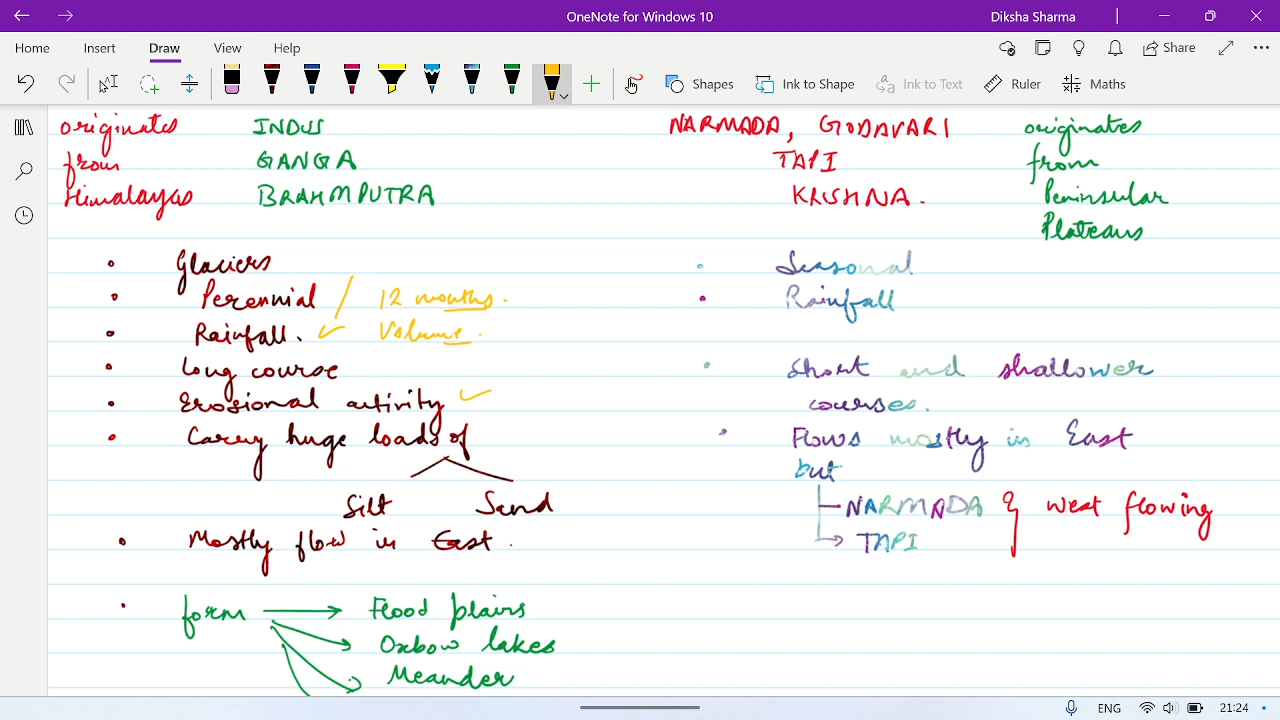 OneNote for Windows 10
Diksha Sharma
Home Insert Draw View Help
Share
Shapes Ink to Shape Ink to Text Ruler Maths
originates
from
Himalayas
INDUS
GANGA
BRAHMPUTRA
• Glaciers
• Perennial / 12 months.
• Rainfall. ✓ Volume.
• Long course
• Erosional activity ✓
• Carry huge loads of
Silt Sand
• Mostly flow in East.
• form → Flood plains
→ Oxbow lakes
→ Meander
NARMADA, GODAVARI
TAPI
KRISHNA.
originates
from
Peninsular
Plateaus
• Seasonal
• Rainfall
• Short and shallower
courses.
• Flows mostly in East
but
NARMADA } west flowing
→ TAPI
ENG 21:24